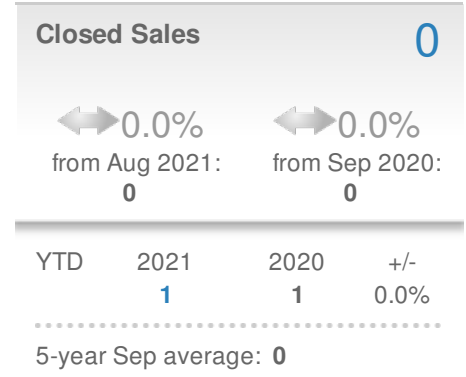 Closed Sales 0
0.0% 0.0%
from Aug 2021: from Sep 2020:
0 0
YTD 2021 2020 +/-
1 1 0.0%
5-year Sep average: 0